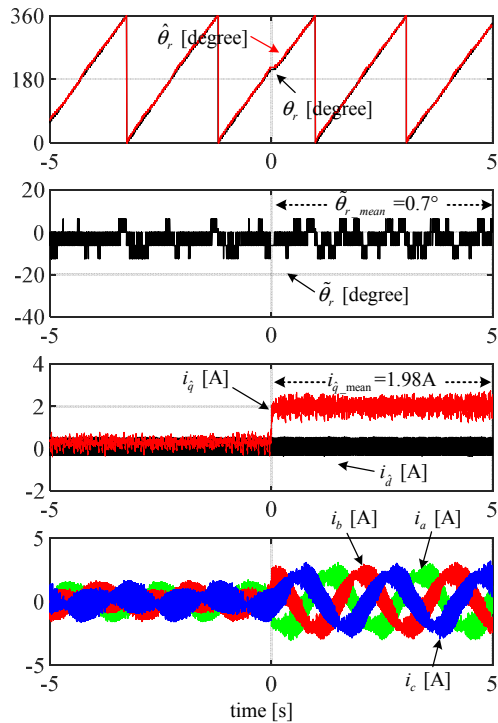 360
180
0
θ̂r [degree]
θr [degree]
-5 0 5
20
0
-20
-40
θ̃r_mean =0.7°
θ̃r [degree]
-5 0 5
4
2
0
-2
iq̂ [A]
iq̂_mean=1.98A
id̂ [A]
-5 0 5
5
0
-5
ib [A] ia [A]
ic [A]
-5 0 5
time [s]